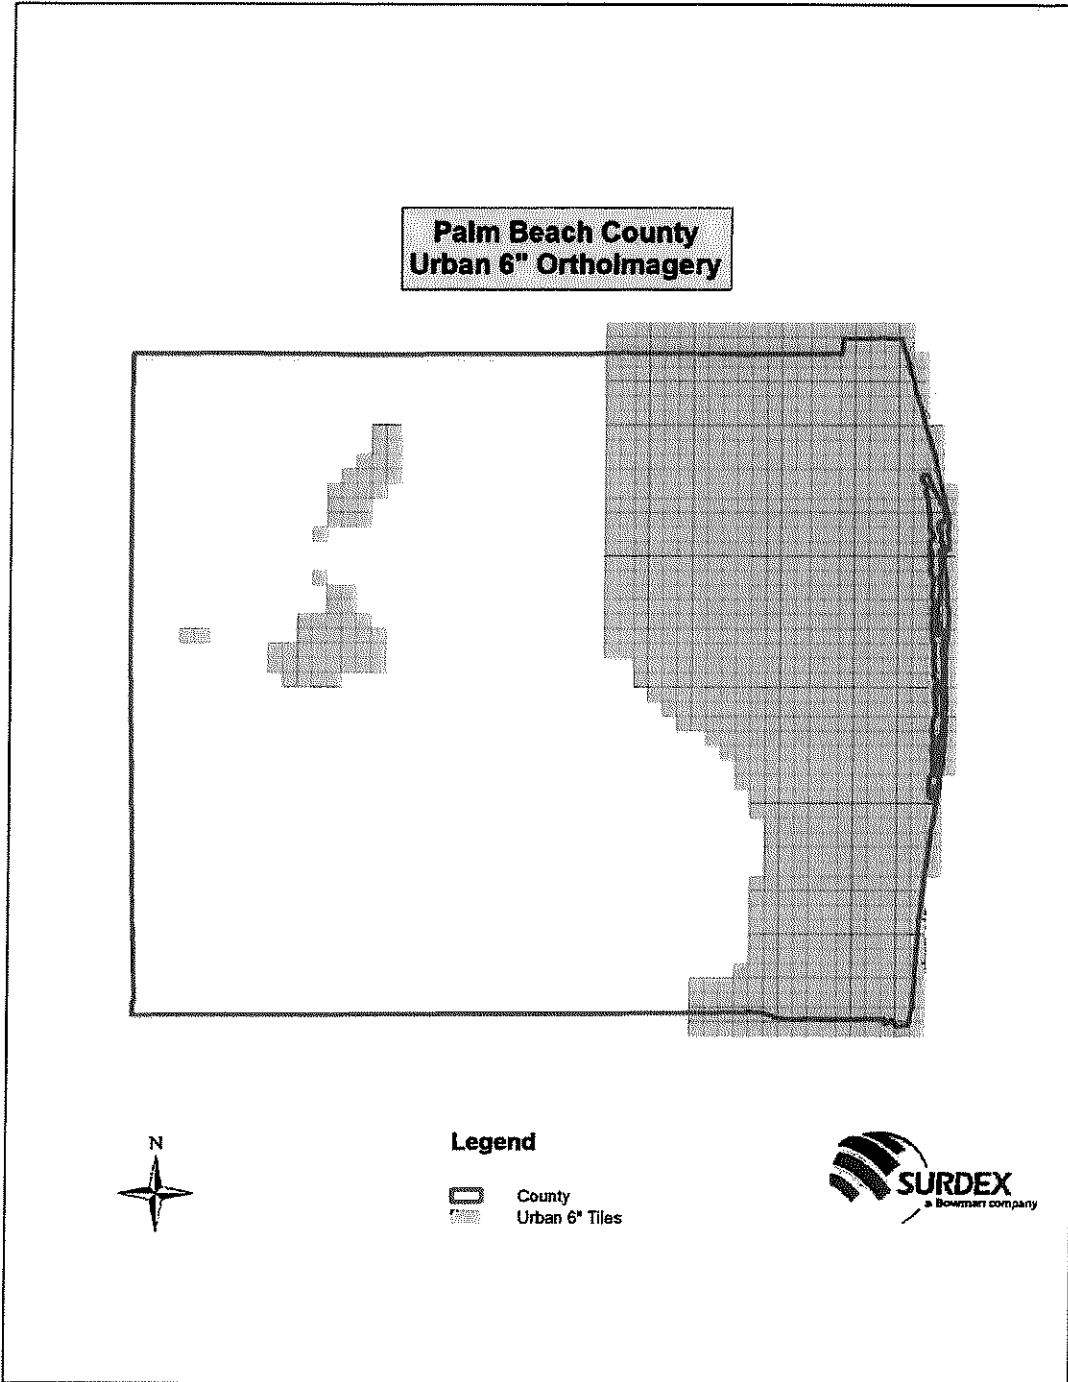 Palm Beach County
Urban 6" OrthoImagery
N
Legend
County
Urban 6" Tiles
SURDEX
a Bowman company